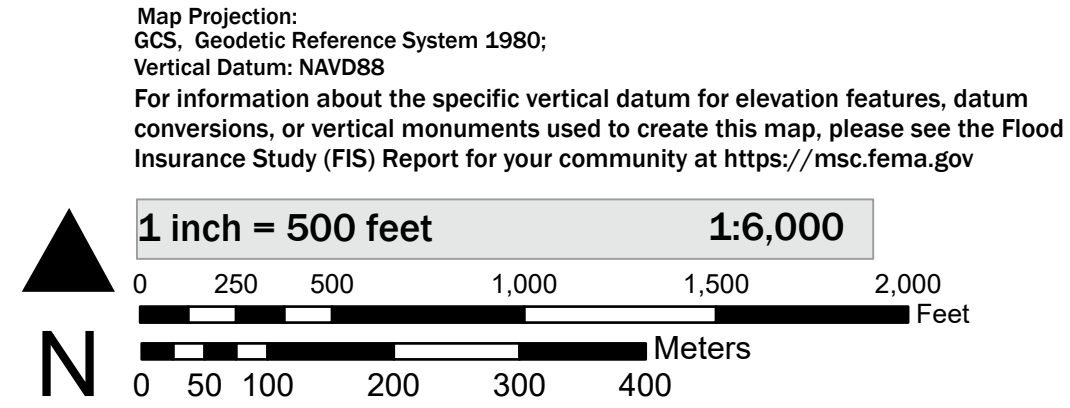 Map Projection:
GCS, Geodetic Reference System 1980;
Vertical Datum: NAVD88
For information about the specific vertical datum for elevation features, datum
conversions, or vertical monuments used to create this map, please see the Flood
Insurance Study (FIS) Report for your community at https://msc.fema.gov
1 inch = 500 feet 1:6,000
0 250 500 1,000 1,500 2,000
Feet
Meters
N
0 50 100 200 300 400